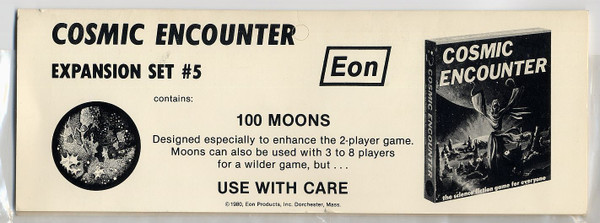 COSMIC ENCOUNTER
EXPANSION SET #5
Eon
contains:
100 MOONS
Designed especially to enhance the 2-player game.
Moons can also be used with 3 to 8 players
for a wilder game, but . . .
USE WITH CARE
©1980, Eon Products, Inc. Dorchester, Mass.
COSMIC
ENCOUNTER
COSMIC ENCOUNTER
the science fiction game for everyone